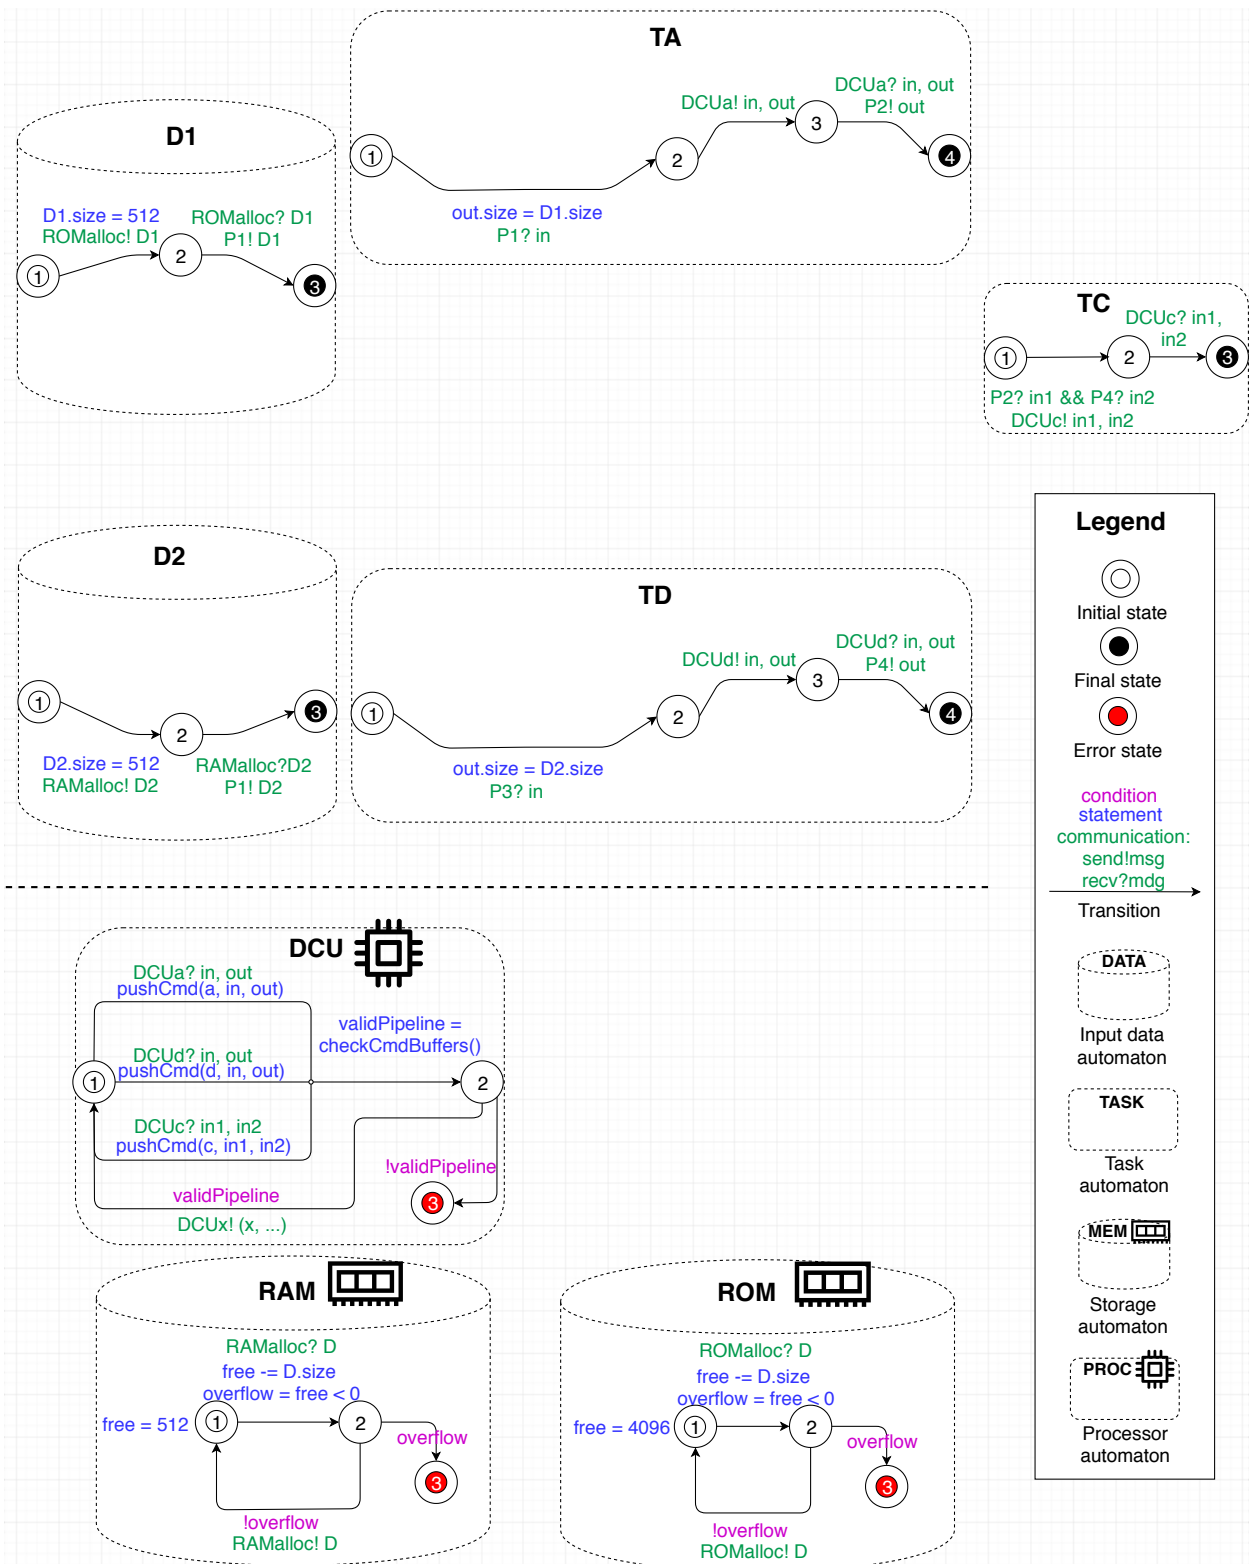 TA
DCUa! in, out
DCUa? in, out
P2! out
1
2
3
4
out.size = D1.size
P1? in
D1
D1.size = 512
ROMalloc! D1
ROMalloc? D1
P1! D1
1
2
3
TC
DCUc? in1,
in2
1
2
3
P2? in1 && P4? in2
DCUc! in1, in2
D2
1
2
3
D2.size = 512
RAMalloc! D2
RAMalloc?D2
P1! D2
TD
DCUd! in, out
DCUd? in, out
P4! out
1
2
3
4
out.size = D2.size
P3? in
Legend
Initial state
Final state
Error state
condition
statement
communication:
send!msg
recv?mdg
Transition
DATA
Input data
automaton
TASK
Task
automaton
MEM
Storage
automaton
PROC
Processor
automaton
DCU
DCUa? in, out
pushCmd(a, in, out)
validPipeline =
checkCmdBuffers()
DCUd? in, out
pushCmd(d, in, out)
1
2
DCUc? in1, in2
pushCmd(c, in1, in2)
!validPipeline
3
validPipeline
DCUx! (x, ...)
RAM
RAMalloc? D
free -= D.size
overflow = free < 0
free = 512
1
2
overflow
3
!overflow
RAMalloc! D
ROM
ROMalloc? D
free -= D.size
overflow = free < 0
free = 4096
1
2
overflow
3
!overflow
ROMalloc! D